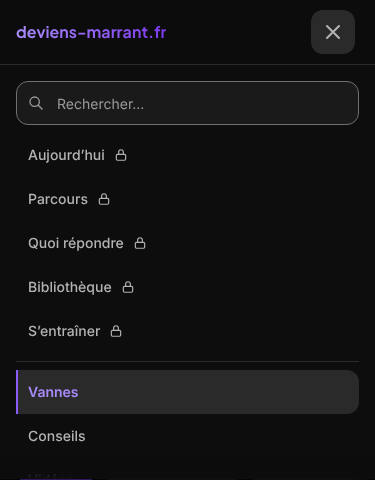 deviens-marrant.fr
Rechercher...
Aujourd'hui
Parcours
Quoi répondre
Bibliothèque
S'entraîner
Vannes
Conseils